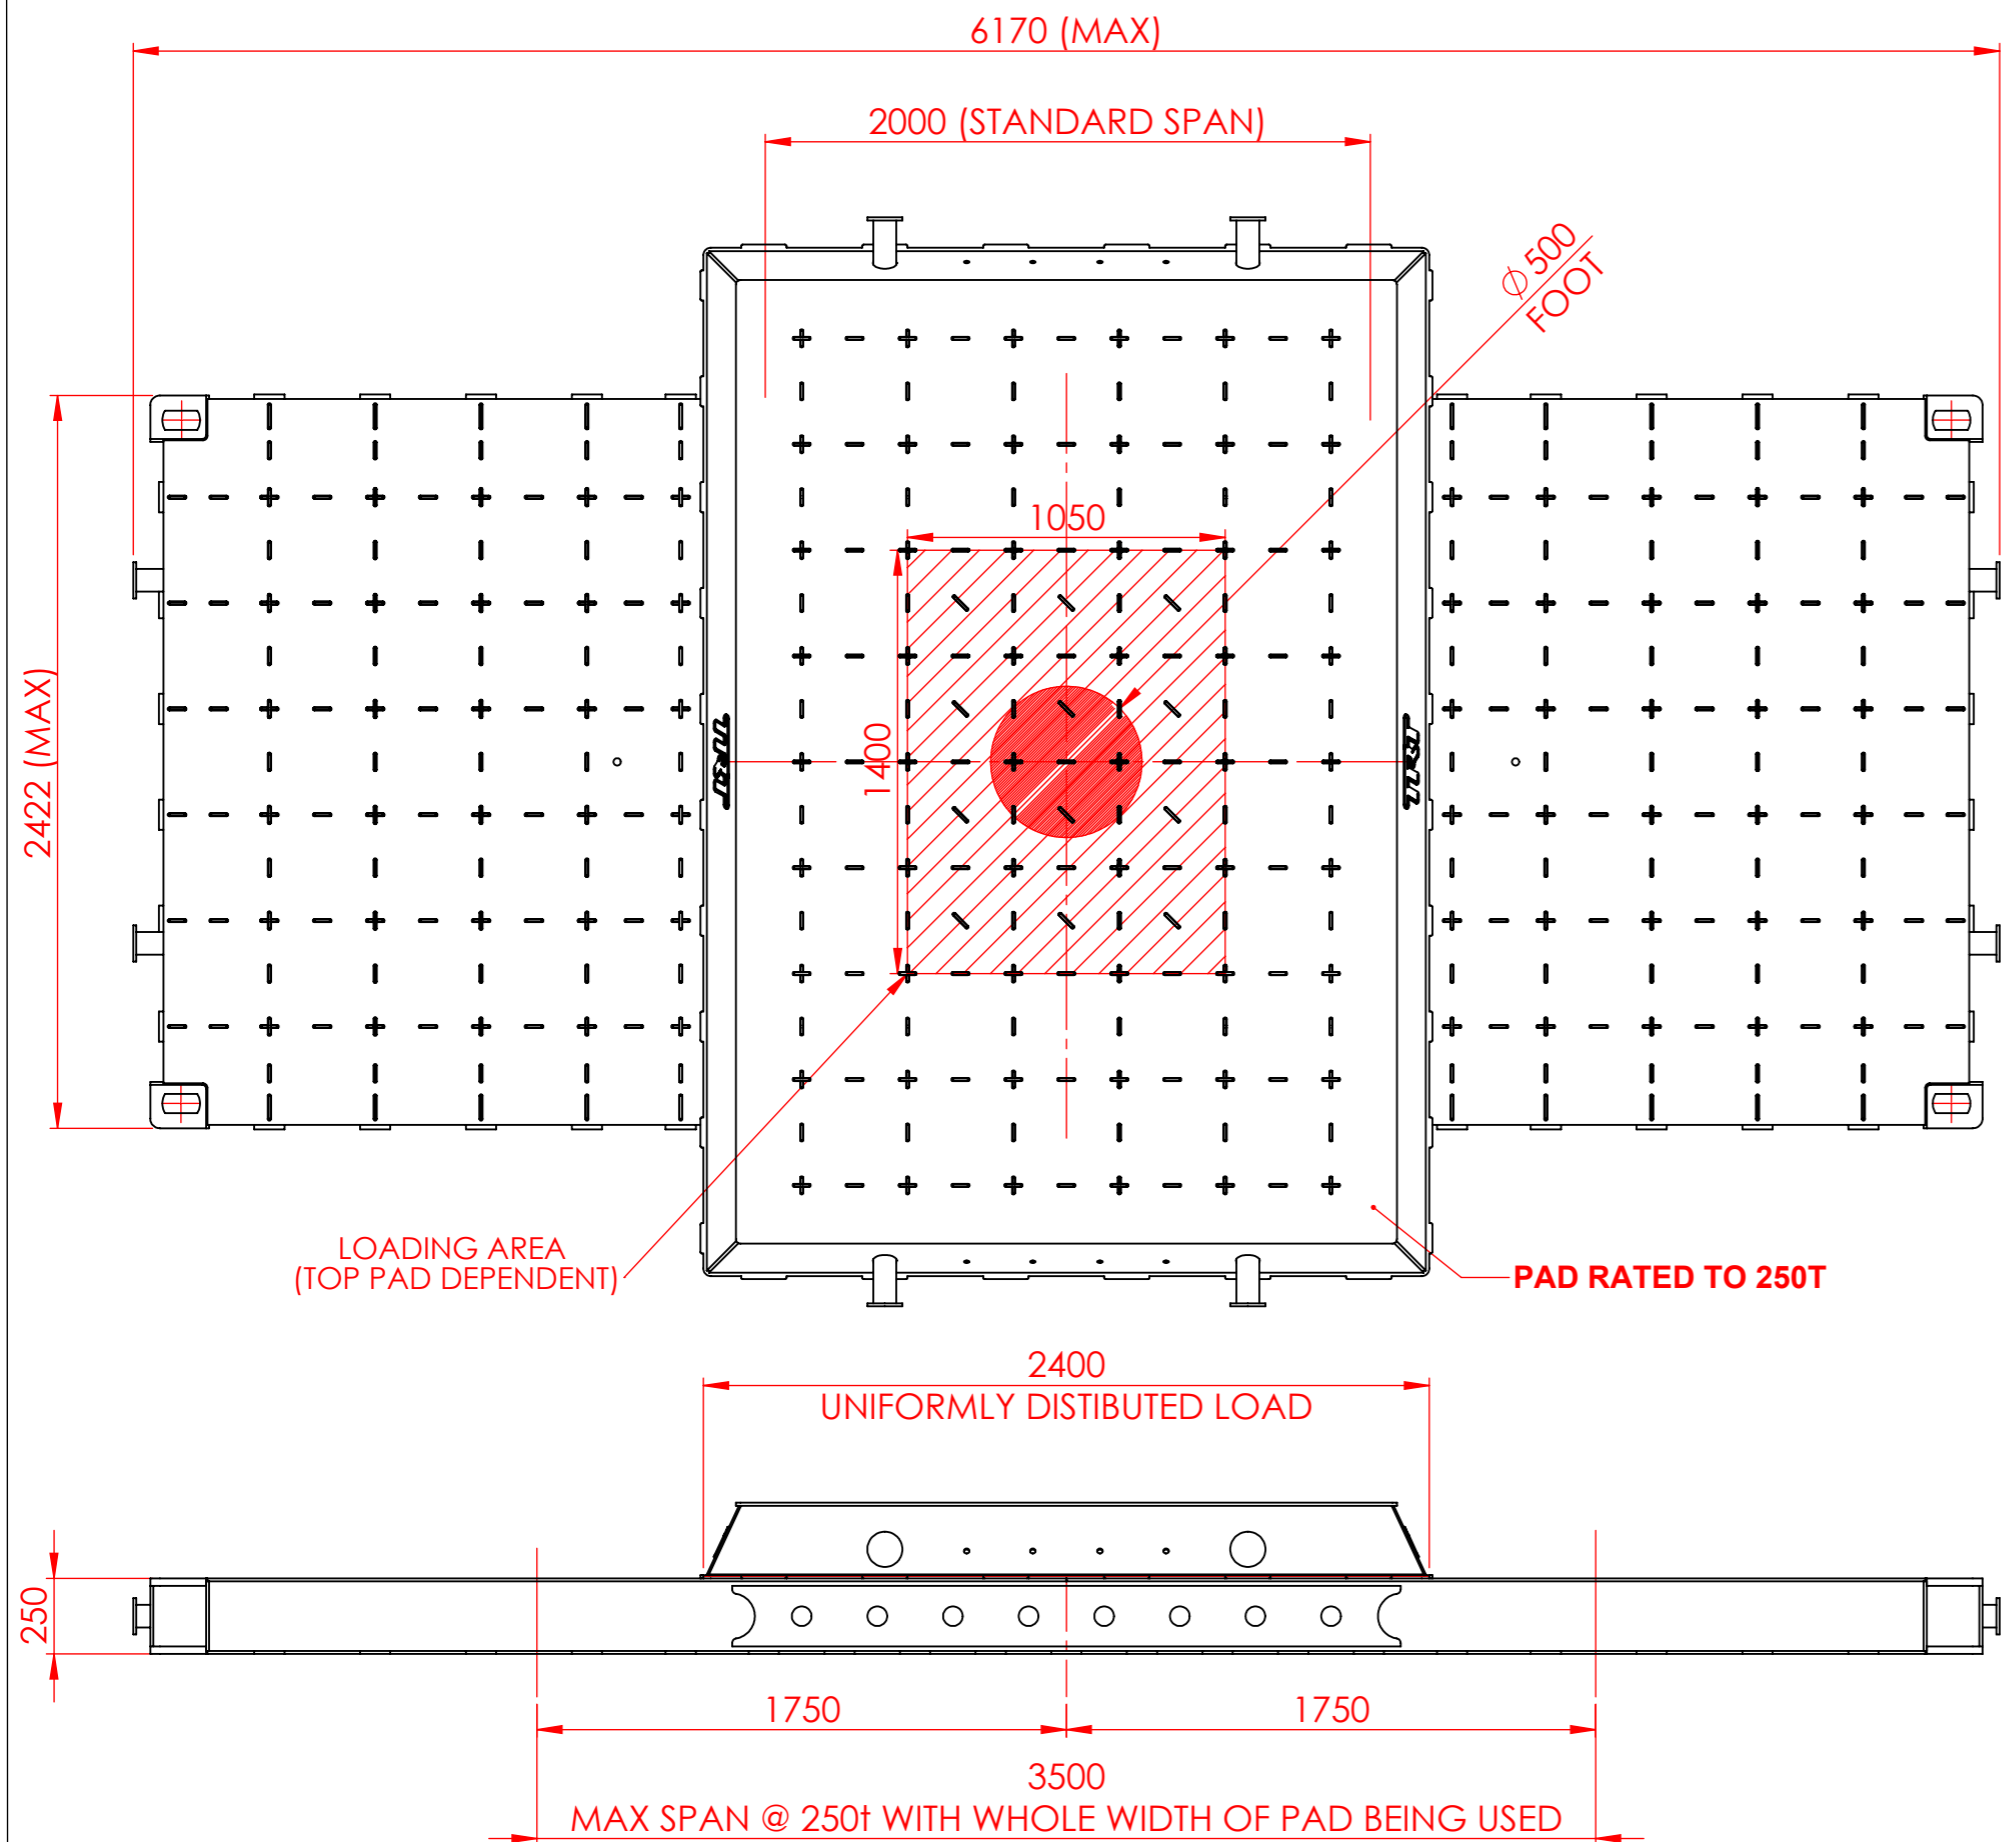 6170 (MAX)
2000 (STANDARD SPAN)
Ø500
FOOT
1050
1400
2422 (MAX)
LOADING AREA
(TOP PAD DEPENDENT)
PAD RATED TO 250T
2400
UNIFORMLY DISTIBUTED LOAD
250
1750
1750
3500
MAX SPAN @ 250t WITH WHOLE WIDTH OF PAD BEING USED